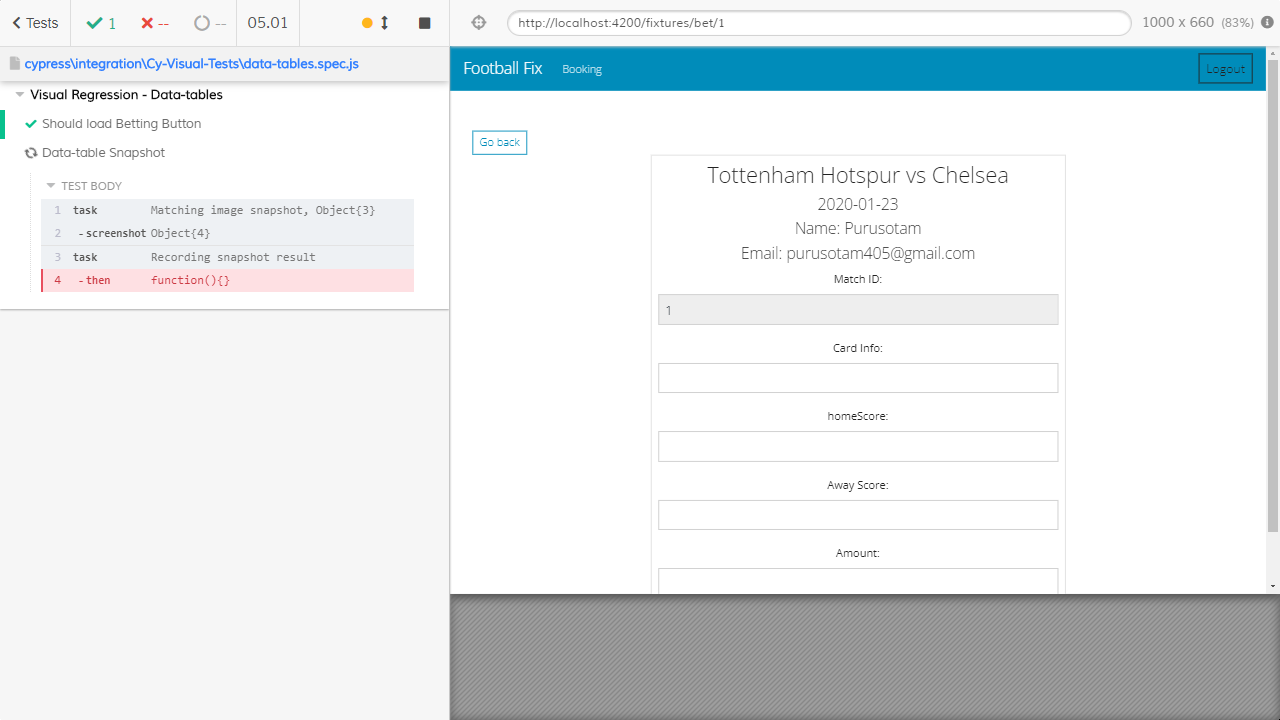 Tests 1 -- -- 05.01
cypress\integration\Cy-Visual-Tests\data-tables.spec.js
Visual Regression - Data-tables
Should load Betting Button
Data-table Snapshot
TEST BODY
1 task Matching image snapshot, Object{3}
2 -screenshot Object{4}
3 task Recording snapshot result
4 -then function(){}
http://localhost:4200/fixtures/bet/1 1000 x 660 (83%)
Football Fix Booking Logout
Go back
Tottenham Hotspur vs Chelsea
2020-01-23
Name: Purusotam
Email: purusotam405@gmail.com
Match ID:
1
Card Info:
homeScore:
Away Score:
Amount: